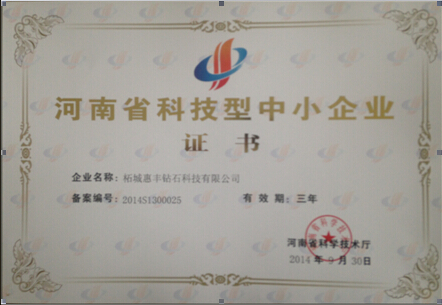 河南省科技型中小企业
证书
企业名称: 柘城惠丰钻石科技有限公司
备案编号: 2014S1300025 有效期: 三年
河南省科学技术厅
2014年9月30日